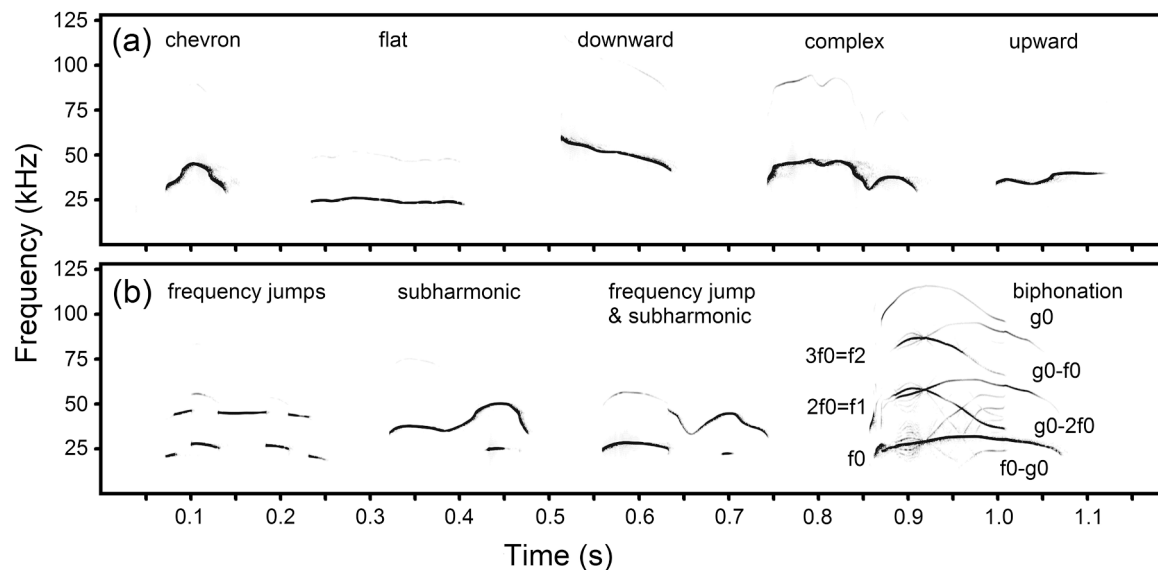 Frequency (kHz)
(a)
chevron
flat
downward
complex
upward
125
100
75
50
25
(b)
frequency jumps
subharmonic
frequency jump
& subharmonic
biphonation
g0
3f0=f2
g0-f0
2f0=f1
g0-2f0
f0
f0-g0
125
100
75
50
25
0.1 0.2 0.3 0.4 0.5 0.6 0.7 0.8 0.9 1.0 1.1
Time (s)